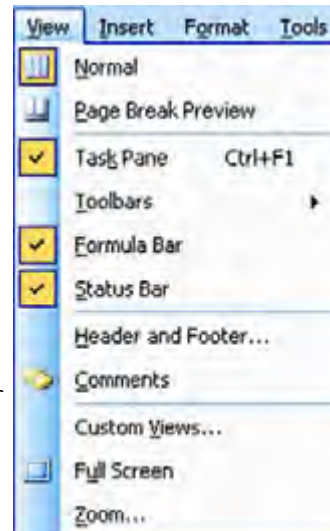 View Insert Format Tools
Normal
Page Break Preview
Task Pane Ctrl+F1
Toolbars
Formula Bar
Status Bar
Header and Footer...
Comments
Custom Views...
Full Screen
Zoom...